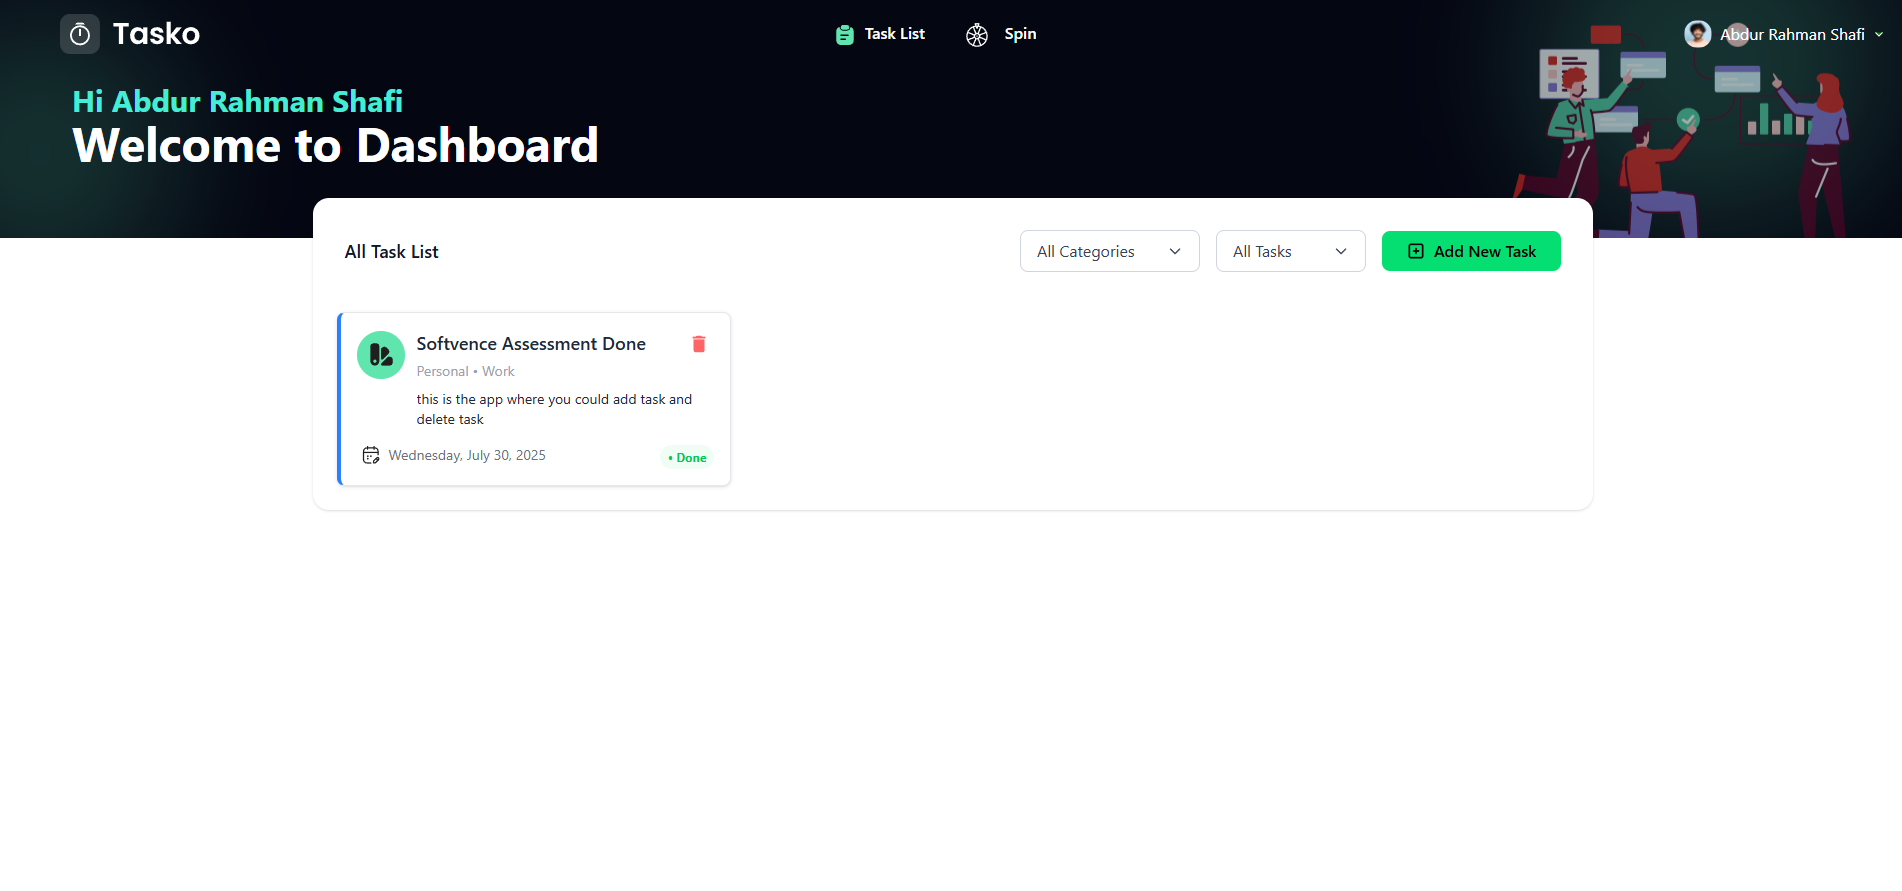 Tasko
Task List
Spin
Abdur Rahman Shafi
Hi Abdur Rahman Shafi
Welcome to Dashboard
All Task List
All Categories
All Tasks
Add New Task
Softvence Assessment Done
Personal • Work
this is the app where you could add task and
delete task
Wednesday, July 30, 2025
• Done